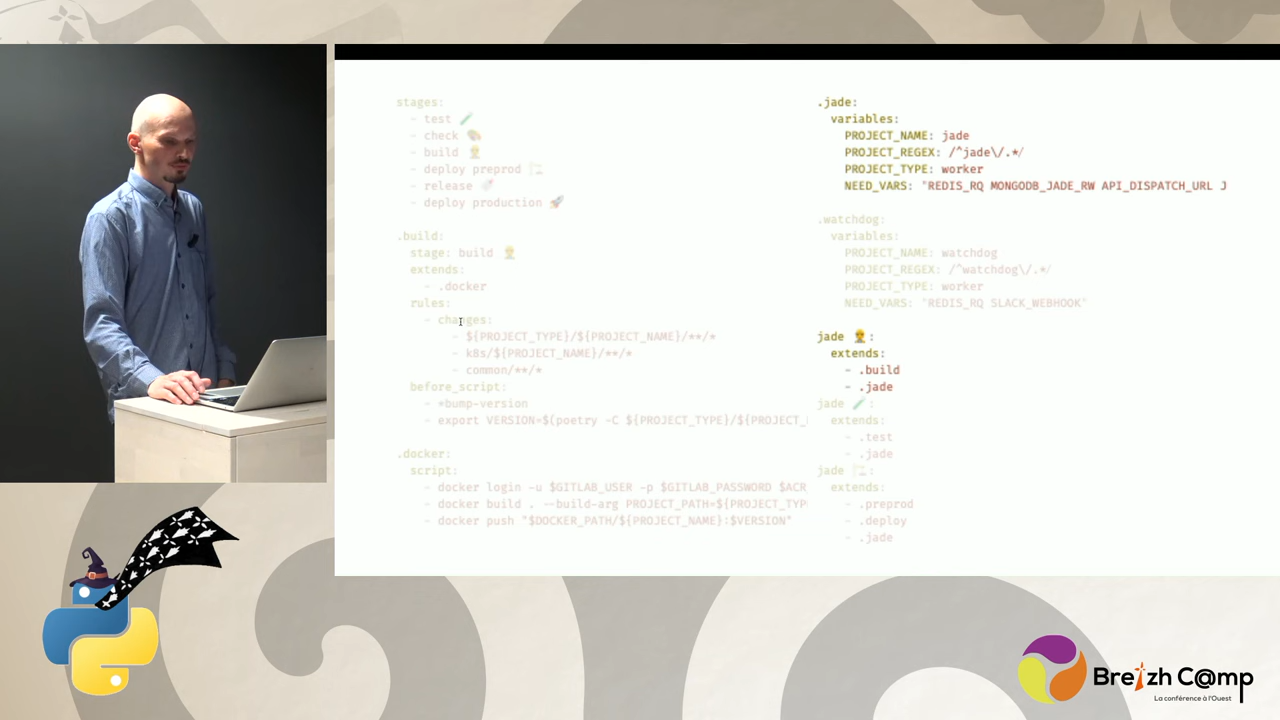 stages:
- test 🧪
- check 🎨
- build 👷
- deploy preprod 🏗️
- release 🔖
- deploy production 🚀
.build:
stage: build 👷
extends:
- .docker
rules:
- changes:
- ${PROJECT_TYPE}/${PROJECT_NAME}/**/*
- k8s/${PROJECT_NAME}/**/*
- common/**/*
before_script:
- *bump-version
- export VERSION=$(poetry -C ${PROJECT_TYPE}/${PROJECT_
.docker:
script:
- docker login -u $GITLAB_USER -p $GITLAB_PASSWORD $ACR
- docker build . --build-arg PROJECT_PATH=${PROJECT_TYP
- docker push "$DOCKER_PATH/${PROJECT_NAME}:$VERSION"
.jade:
variables:
PROJECT_NAME: jade
PROJECT_REGEX: /^jade\/.*/
PROJECT_TYPE: worker
NEED_VARS: "REDIS_RQ MONGODB_JADE_RW API_DISPATCH_URL J
.watchdog:
variables:
PROJECT_NAME: watchdog
PROJECT_REGEX: /^watchdog\/.*/
PROJECT_TYPE: worker
NEED_VARS: "REDIS_RQ SLACK_WEBHOOK"
jade 👷:
extends:
- .build
- .jade
jade 🧪:
extends:
- .test
- .jade
jade 🏗️:
extends:
- .preprod
- .deploy
- .jade
Breizh C@mp
La conférence à l'Ouest